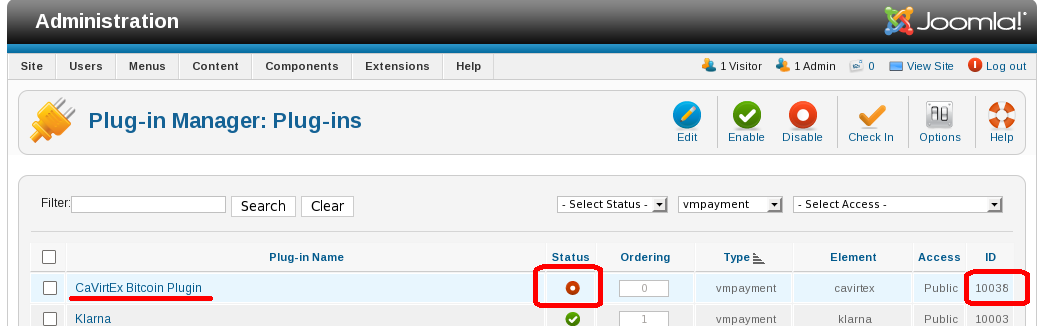 Administration Joomla!
Site Users Menus Content Components Extensions Help 1 Visitor 1 Admin 0 View Site Log out
Plug-in Manager: Plug-ins Edit Enable Disable Check In Options Help
Filter: Search Clear - Select Status - vmpayment - Select Access -
Plug-in Name Status Ordering Type Element Access ID
CaVirtEx Bitcoin Plugin 0 vmpayment cavirtex Public 10038
Klarna 1 vmpayment klarna Public 10003